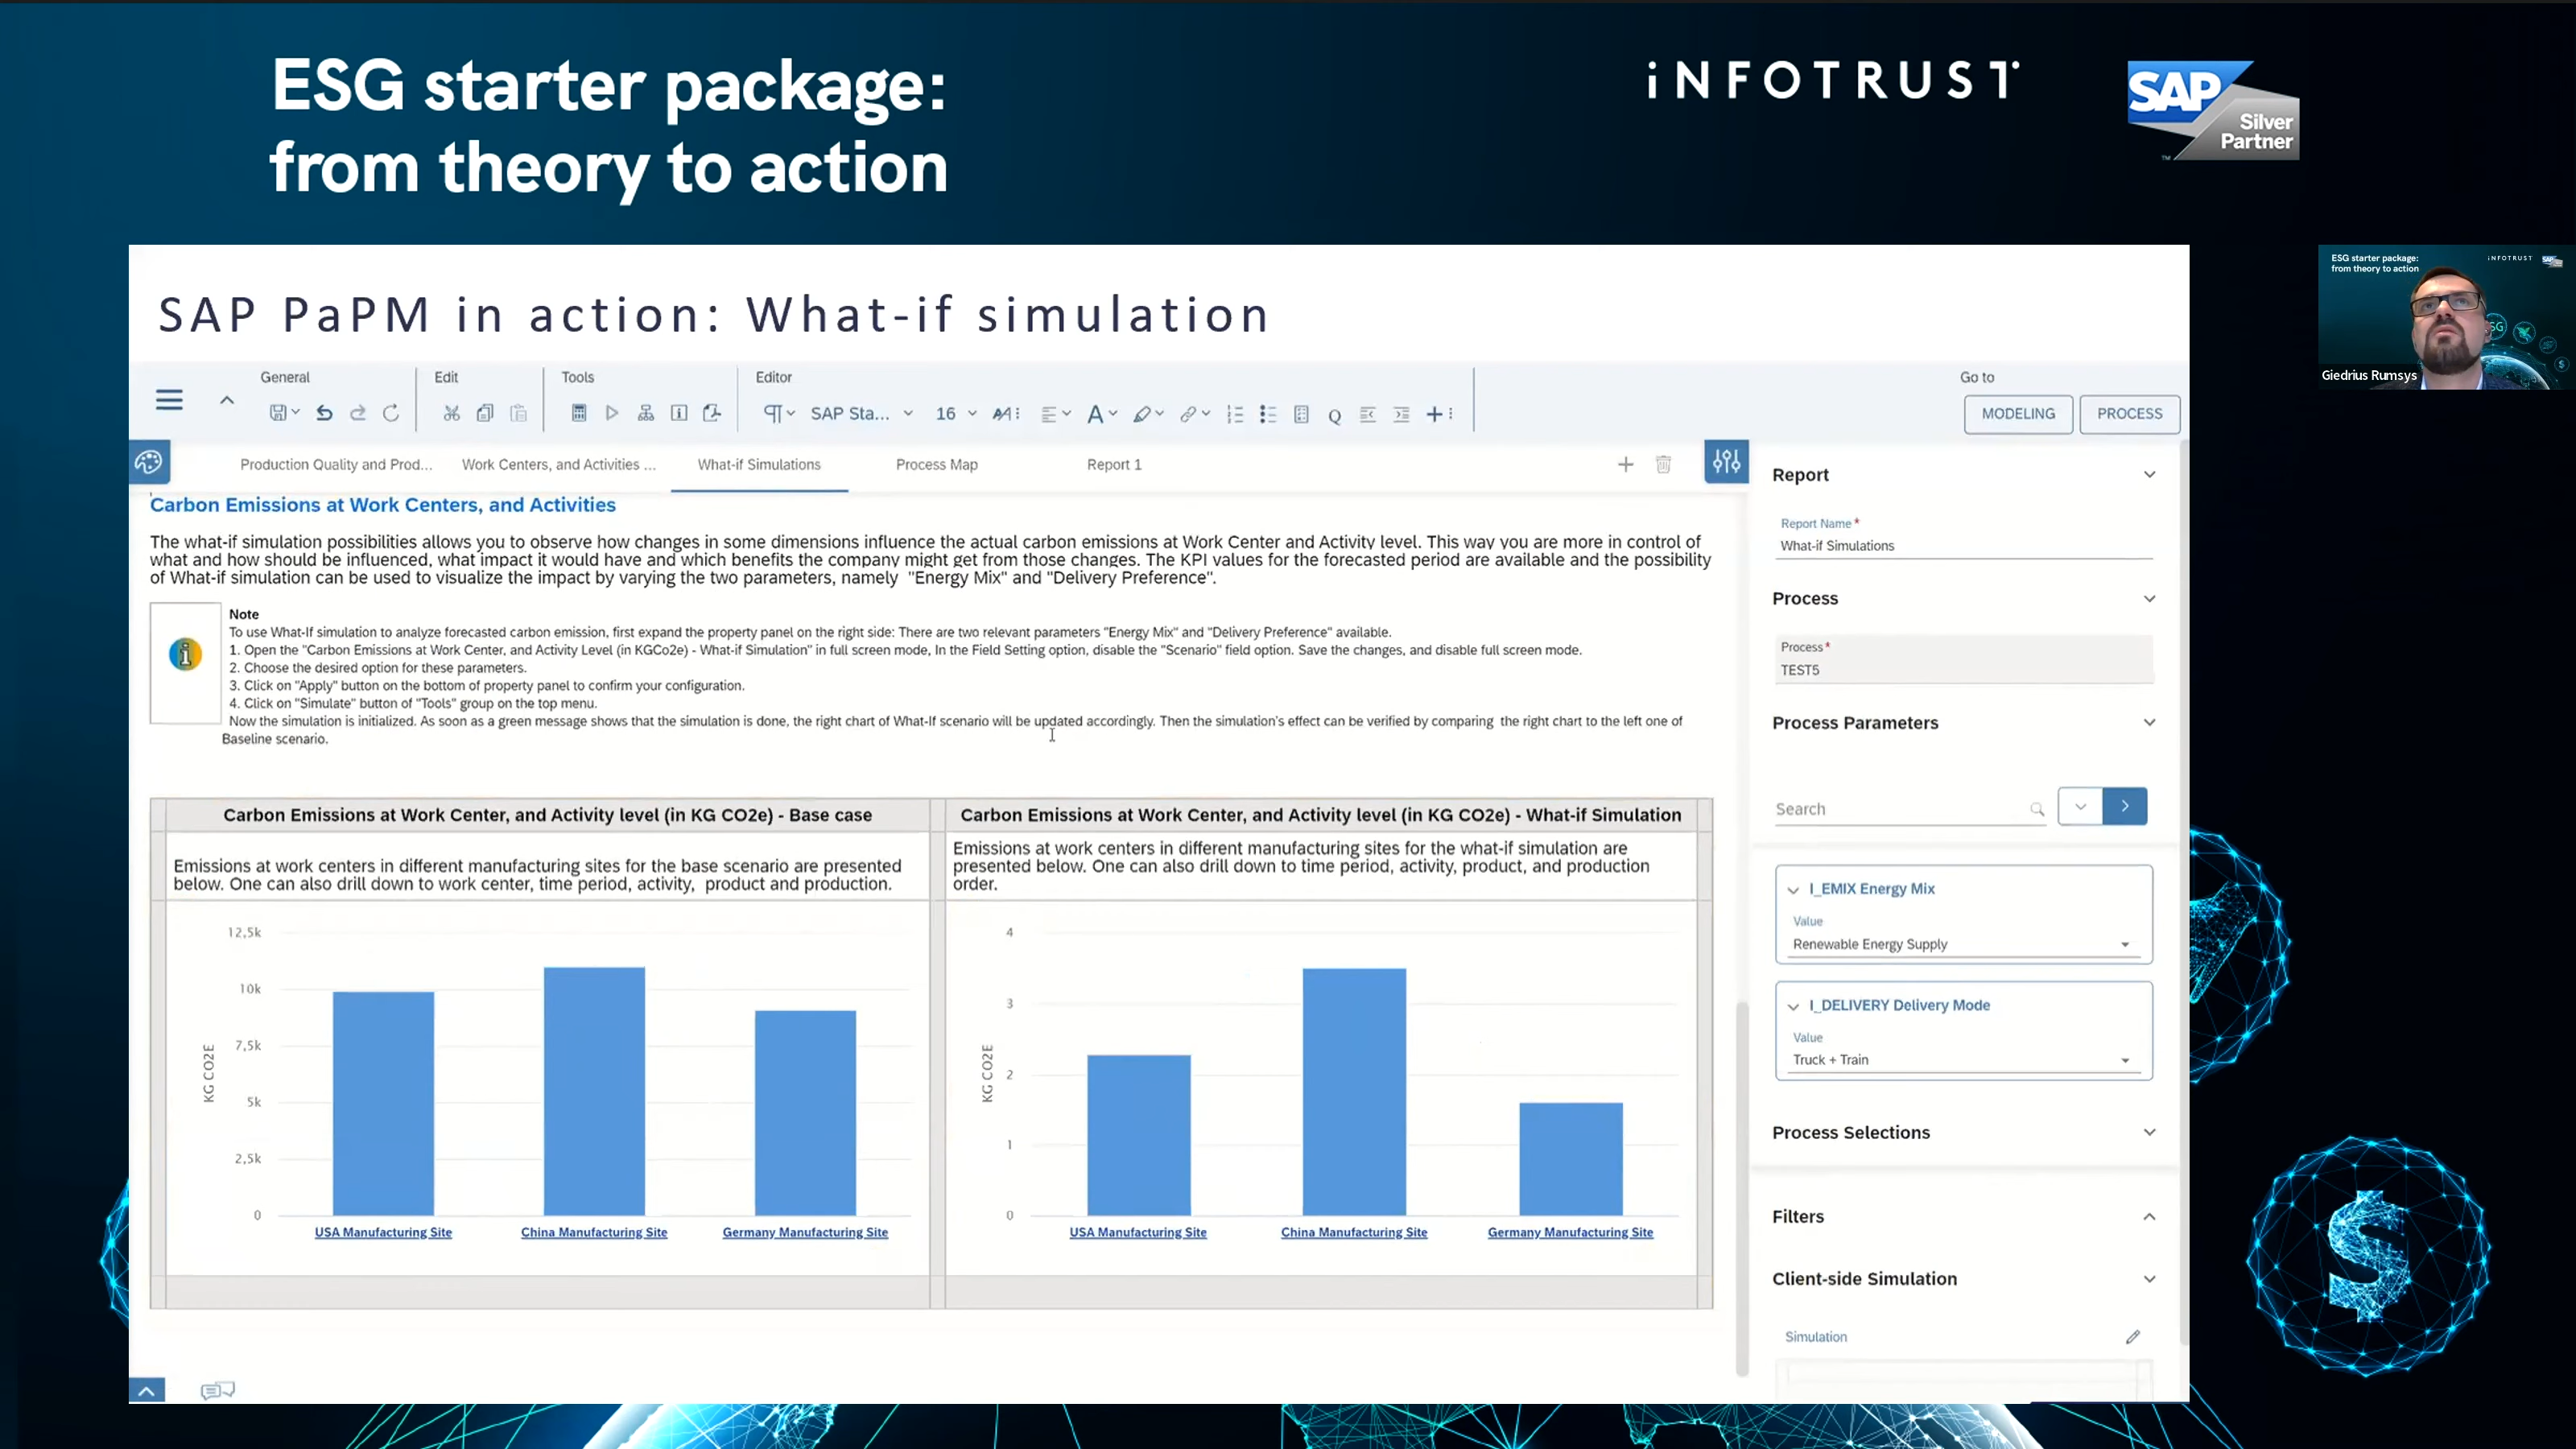 ESG starter package:
from theory to action
iNFOTRUST
SAP
Silver
Partner
TM
ESG starter package:
from theory to action
iNFOTRUST
SG
Giedrius Rumsys
SAP PaPM in action: What-if simulation
General
Edit
Tools
Editor
Go to
SAP Sta...
16
MODELING
PROCESS
Production Quality and Prod...
Work Centers, and Activities ...
What-if Simulations
Process Map
Report 1
Carbon Emissions at Work Centers, and Activities
The what-if simulation possibilities allows you to observe how changes in some dimensions influence the actual carbon emissions at Work Center and Activity level. This way you are more in control of
what and how should be influenced, what impact it would have and which benefits the company might get from those changes. The KPI values for the forecasted period are available and the possibility
of What-if simulation can be used to visualize the impact by varying the two parameters, namely "Energy Mix" and "Delivery Preference".
Note
To use What-If simulation to analyze forecasted carbon emission, first expand the property panel on the right side: There are two relevant parameters "Energy Mix" and "Delivery Preference" available.
1. Open the "Carbon Emissions at Work Center, and Activity Level (in KGCo2e) - What-if Simulation" in full screen mode, In the Field Setting option, disable the "Scenario" field option. Save the changes, and disable full screen mode.
2. Choose the desired option for these parameters.
3. Click on "Apply" button on the bottom of property panel to confirm your configuration.
4. Click on "Simulate" button of "Tools" group on the top menu.
Now the simulation is initialized. As soon as a green message shows that the simulation is done, the right chart of What-If scenario will be updated accordingly. Then the simulation's effect can be verified by comparing the right chart to the left one of
Baseline scenario.
Carbon Emissions at Work Center, and Activity level (in KG CO2e) - Base case
Emissions at work centers in different manufacturing sites for the base scenario are presented
below. One can also drill down to work center, time period, activity, product and production.
12,5k
10k
7,5k
5k
2,5k
0
KG CO2E
USA Manufacturing Site
China Manufacturing Site
Germany Manufacturing Site
Carbon Emissions at Work Center, and Activity level (in KG CO2e) - What-if Simulation
Emissions at work centers in different manufacturing sites for the what-if simulation are
presented below. One can also drill down to time period, activity, product, and production
order.
4
3
2
1
0
KG CO2E
USA Manufacturing Site
China Manufacturing Site
Germany Manufacturing Site
Report
Report Name *
What-if Simulations
Process
Process *
TEST5
Process Parameters
Search
I_EMIX Energy Mix
Value
Renewable Energy Supply
I_DELIVERY Delivery Mode
Value
Truck + Train
Process Selections
Filters
Client-side Simulation
Simulation